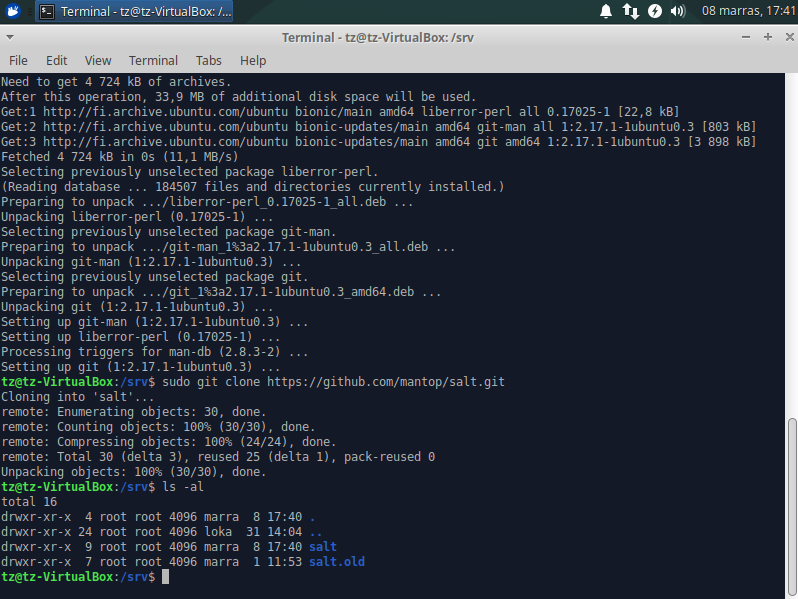 Terminal - tz@tz-VirtualBox: /...
08 marras, 17:41
Terminal - tz@tz-VirtualBox: /srv
File Edit View Terminal Tabs Help
Need to get 4 724 kB of archives.
After this operation, 33,9 MB of additional disk space will be used.
Get:1 http://fi.archive.ubuntu.com/ubuntu bionic/main amd64 liberror-perl all 0.17025-1 [22,8 kB]
Get:2 http://fi.archive.ubuntu.com/ubuntu bionic-updates/main amd64 git-man all 1:2.17.1-1ubuntu0.3 [803 kB]
Get:3 http://fi.archive.ubuntu.com/ubuntu bionic-updates/main amd64 git amd64 1:2.17.1-1ubuntu0.3 [3 898 kB]
Fetched 4 724 kB in 0s (11,1 MB/s)
Selecting previously unselected package liberror-perl.
(Reading database ... 184507 files and directories currently installed.)
Preparing to unpack .../liberror-perl_0.17025-1_all.deb ...
Unpacking liberror-perl (0.17025-1) ...
Selecting previously unselected package git-man.
Preparing to unpack .../git-man_1%3a2.17.1-1ubuntu0.3_all.deb ...
Unpacking git-man (1:2.17.1-1ubuntu0.3) ...
Selecting previously unselected package git.
Preparing to unpack .../git_1%3a2.17.1-1ubuntu0.3_amd64.deb ...
Unpacking git (1:2.17.1-1ubuntu0.3) ...
Setting up git-man (1:2.17.1-1ubuntu0.3) ...
Setting up liberror-perl (0.17025-1) ...
Processing triggers for man-db (2.8.3-2) ...
Setting up git (1:2.17.1-1ubuntu0.3) ...
tz@tz-VirtualBox:/srv$ sudo git clone https://github.com/mantop/salt.git
Cloning into 'salt'...
remote: Enumerating objects: 30, done.
remote: Counting objects: 100% (30/30), done.
remote: Compressing objects: 100% (24/24), done.
remote: Total 30 (delta 3), reused 25 (delta 1), pack-reused 0
Unpacking objects: 100% (30/30), done.
tz@tz-VirtualBox:/srv$ ls -al
total 16
drwxr-xr-x  4 root root 4096 marra  8 17:40 .
drwxr-xr-x 24 root root 4096 loka  31 14:04 ..
drwxr-xr-x  9 root root 4096 marra  8 17:40 salt
drwxr-xr-x  7 root root 4096 marra  1 11:53 salt.old
tz@tz-VirtualBox:/srv$